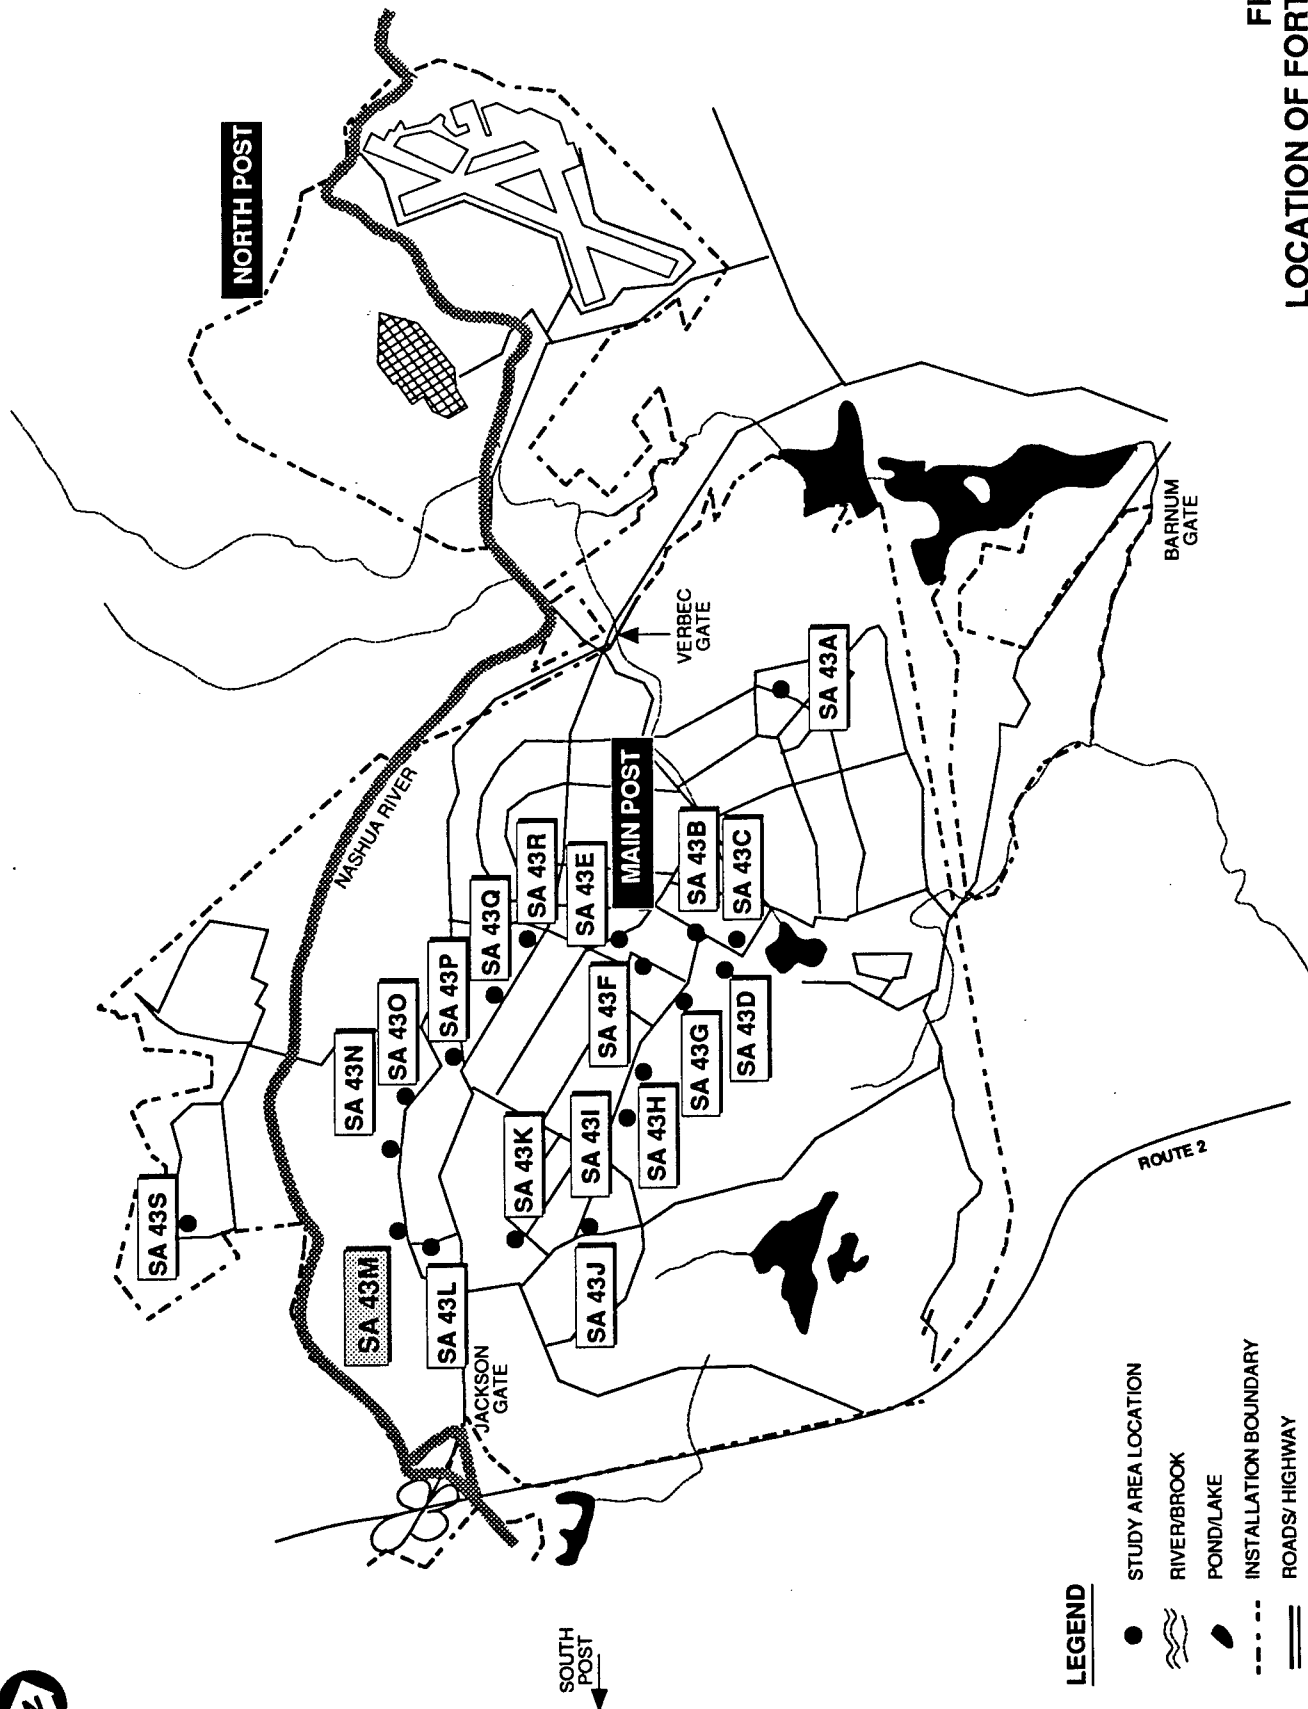 FI
LOCATION OF FORT
NORTH POST
NASHUA RIVER
VERBEC
GATE
BARNUM
GATE
MAIN POST
SA 43A
SA 43B
SA 43C
SA 43R
SA 43E
SA 43Q
SA 43P
SA 43O
SA 43N
SA 43F
SA 43G
SA 43D
SA 43H
SA 43I
SA 43K
SA 43S
SA 43M
SA 43L
SA 43J
JACKSON
GATE
ROUTE 2
SOUTH
POST
LEGEND
STUDY AREA LOCATION
RIVER/BROOK
POND/LAKE
INSTALLATION BOUNDARY
ROADS/ HIGHWAY
N